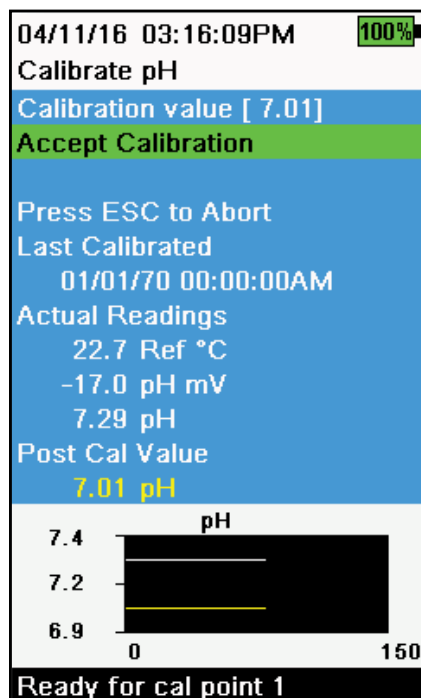 04/11/16 03:16:09PM 100%
Calibrate pH
Calibration value [ 7.01]
Accept Calibration
Press ESC to Abort
Last Calibrated
01/01/70 00:00:00AM
Actual Readings
22.7 Ref °C
-17.0 pH mV
7.29 pH
Post Cal Value
7.01 pH
pH
7.4
7.2
6.9
0 150
Ready for cal point 1